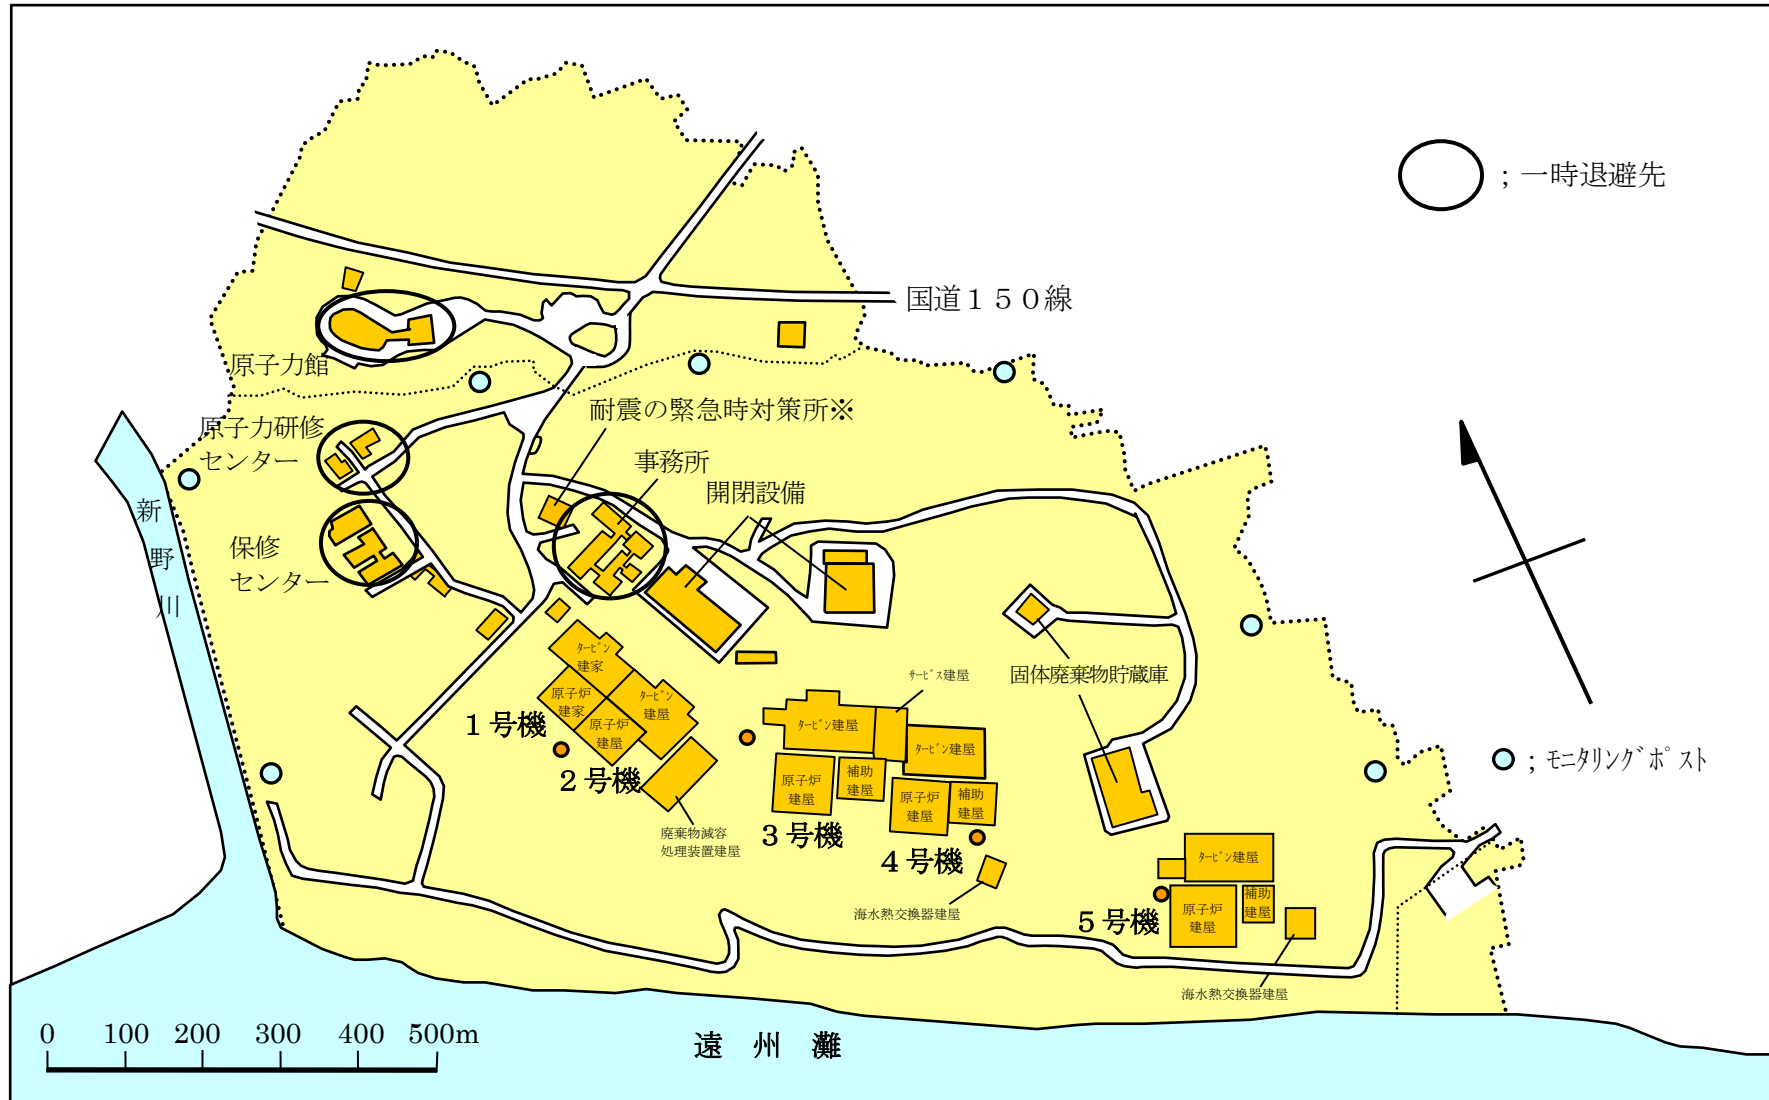 ；一時退避先
国道１５０線
原子力館
耐震の緊急時対策所※
原子力研修
センター
事務所
開閉設備
新
野
川
保修
センター
ﾀｰﾋﾞﾝ
建家
原子炉
建家
ﾀｰﾋﾞﾝ
建屋
原子炉
建屋
１号機
２号機
廃棄物減容
処理装置建屋
ｻｰﾋﾞｽ建屋
固体廃棄物貯蔵庫
ﾀｰﾋﾞﾝ建屋
ﾀｰﾋﾞﾝ建屋
原子炉
建屋
補助
建屋
原子炉
建屋
補助
建屋
３号機
４号機
海水熱交換器建屋
；ﾓﾆﾀﾘﾝｸﾞﾎﾟｽﾄ
ﾀｰﾋﾞﾝ建屋
原子炉
建屋
補助
建屋
５号機
海水熱交換器建屋
0 100 200 300 400 500m
遠州灘